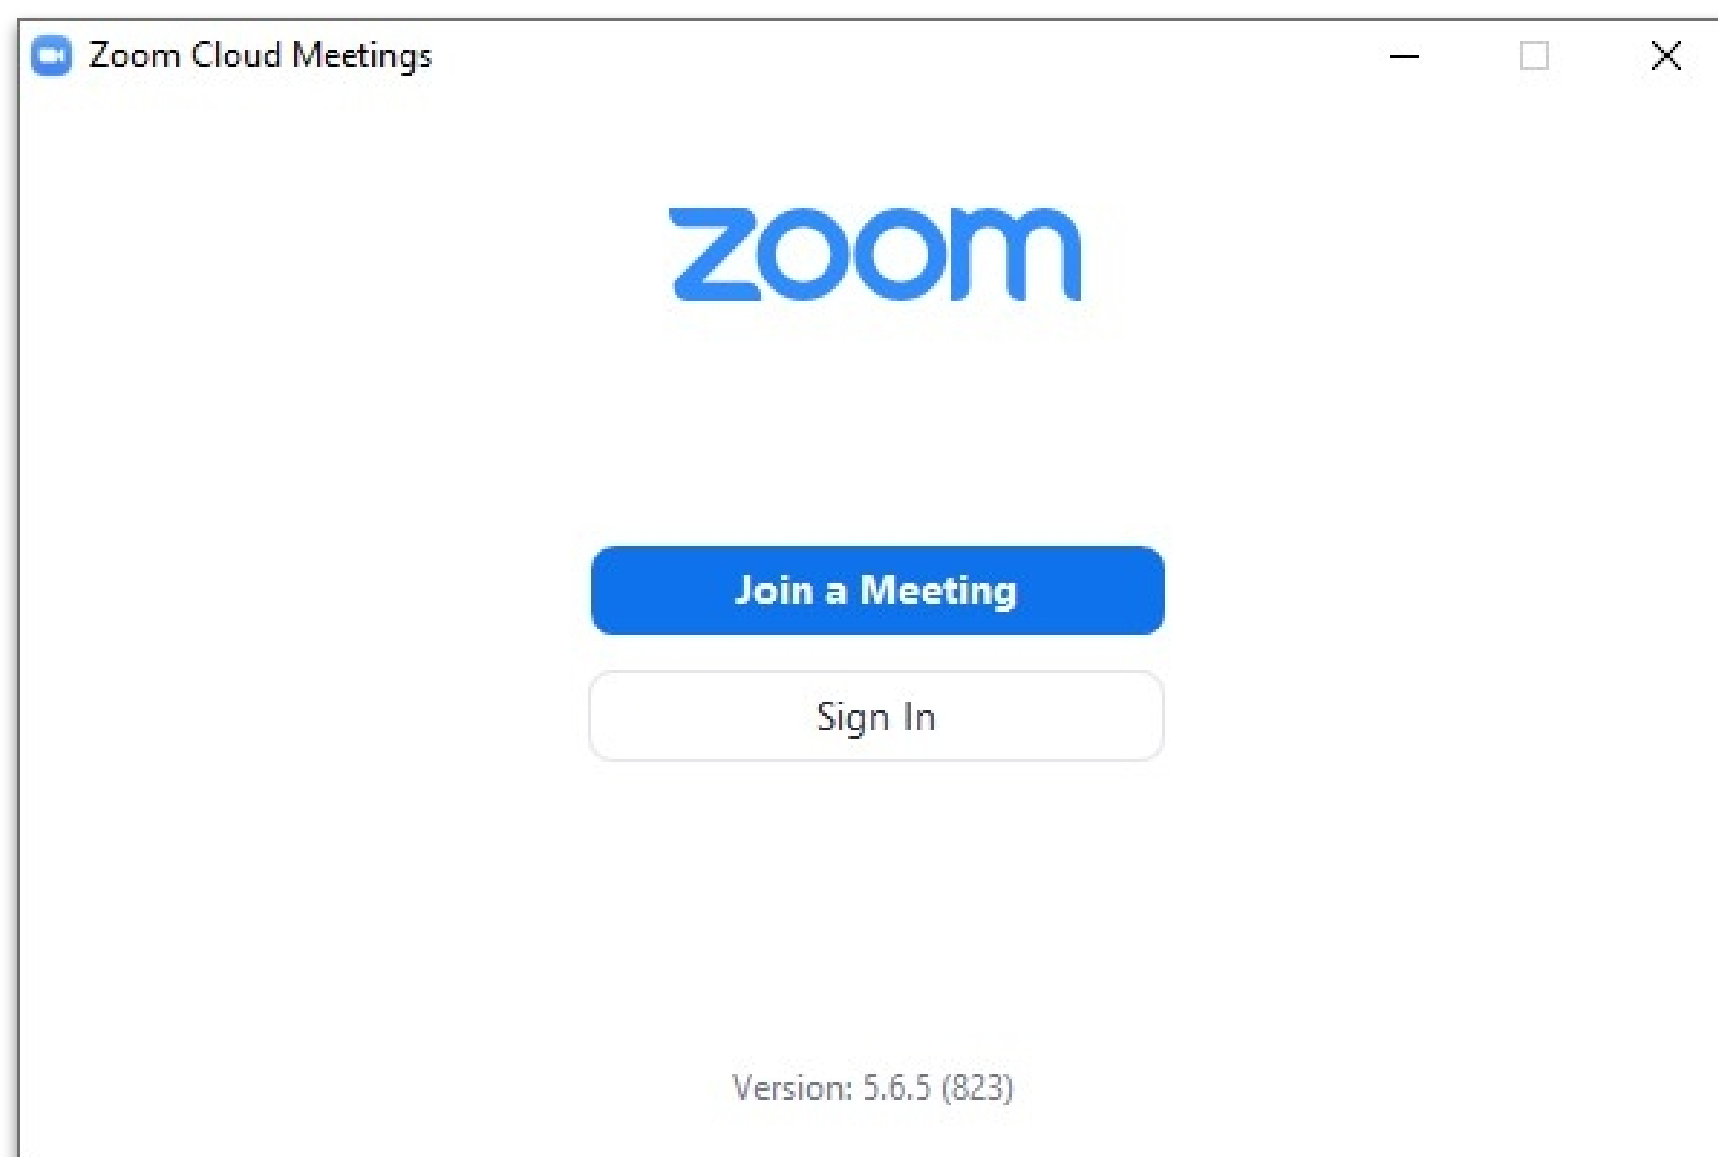 Zoom Cloud Meetings
zoom
Join a Meeting
Sign In
Version: 5.6.5 (823)